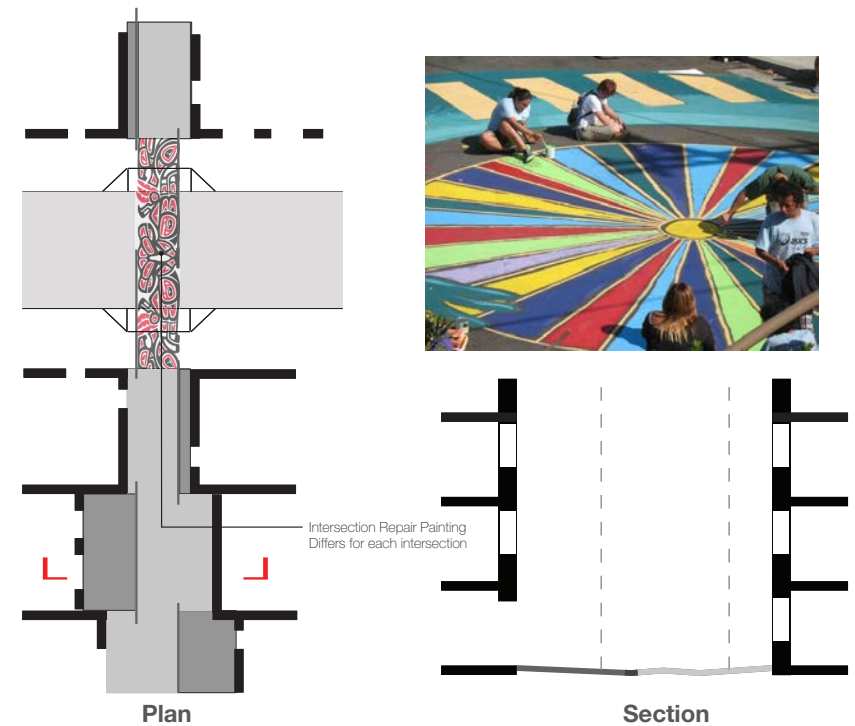 Intersection Repair Painting
Differs for each intersection
Plan
Section